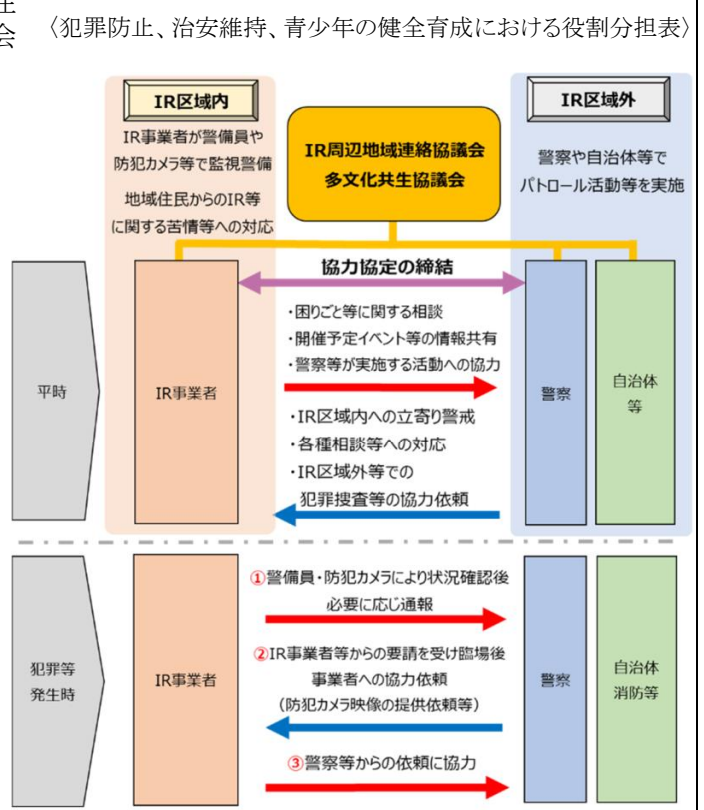 会
〈犯罪防止、治安維持、青少年の健全育成における役割分担表〉
IR区域内
IR事業者が警備員や
防犯カメラ等で監視警備
地域住民からのIR等
に関する苦情等への対応
IR周辺地域連絡協議会
多文化共生協議会
IR区域外
警察や自治体等で
パトロール活動等を実施
平時
IR事業者
協力協定の締結
・困りごと等に関する相談
・開催予定イベント等の情報共有
・警察等が実施する活動への協力
・IR区域内への立寄り警戒
・各種相談等への対応
・IR区域外等での
犯罪捜査等の協力依頼
警察
自治体
等
犯罪等
発生時
IR事業者
①警備員・防犯カメラにより状況確認後
必要に応じ通報
②IR事業者等からの要請を受け臨場後
事業者への協力依頼
(防犯カメラ映像の提供依頼等)
③警察等からの依頼に協力
警察
自治体
消防等